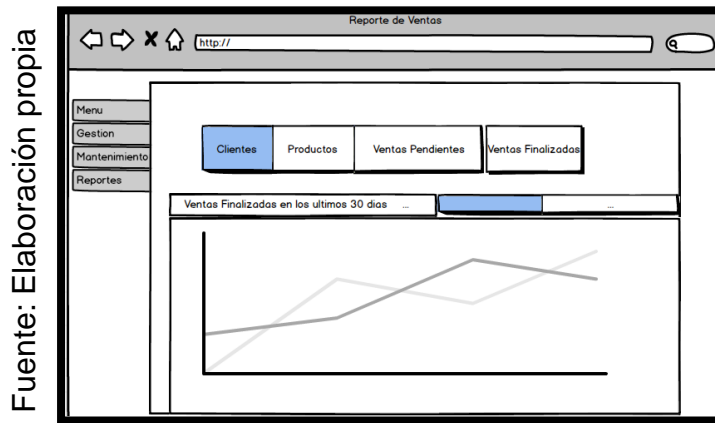 Fuente: Elaboración propia
Reporte de Ventas
http://
Menu
Gestion
Mantenimiento
Reportes
Clientes
Productos
Ventas Pendientes
Ventas Finalizadas
Ventas Finalizadas en los ultimos 30 dias ...
...